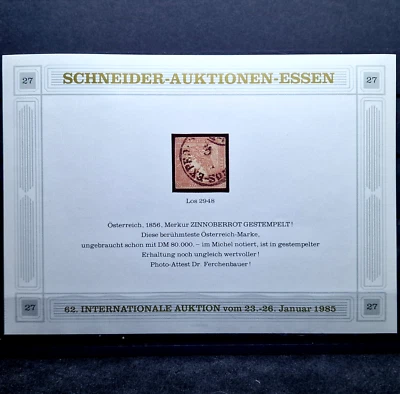 27 SCHNEIDER-AUKTIONEN-ESSEN 27
Los 2948
Österreich, 1856, Merkur ZINNOBERROT GESTEMPELT!
Diese berühmteste Österreich-Marke,
ungebraucht schon mit DM 80.000.– im Michel notiert, ist in gestempelter
Erhaltung noch ungleich wertvoller!
Photo-Attest Dr. Ferchenbauer!
27 62. INTERNATIONALE AUKTION vom 23.-26. Januar 1985 27